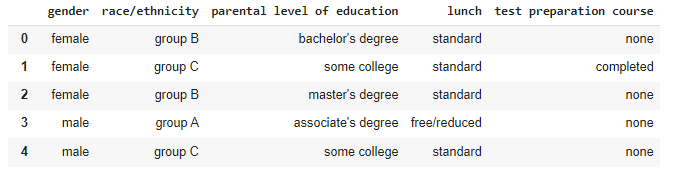 gender race/ethnicity parental level of education lunch test preparation course
0 female group B bachelor's degree standard none
1 female group C some college standard completed
2 female group B master's degree standard none
3 male group A associate's degree free/reduced none
4 male group C some college standard none